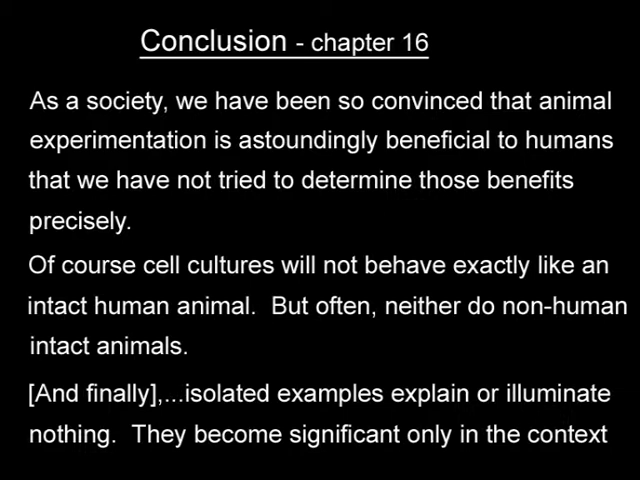 Conclusion - chapter 16
As a society, we have been so convinced that animal
experimentation is astoundingly beneficial to humans
that we have not tried to determine those benefits
precisely.
Of course cell cultures will not behave exactly like an
intact human animal.  But often, neither do non-human
intact animals.
[And finally],...isolated examples explain or illuminate
nothing.  They become significant only in the context